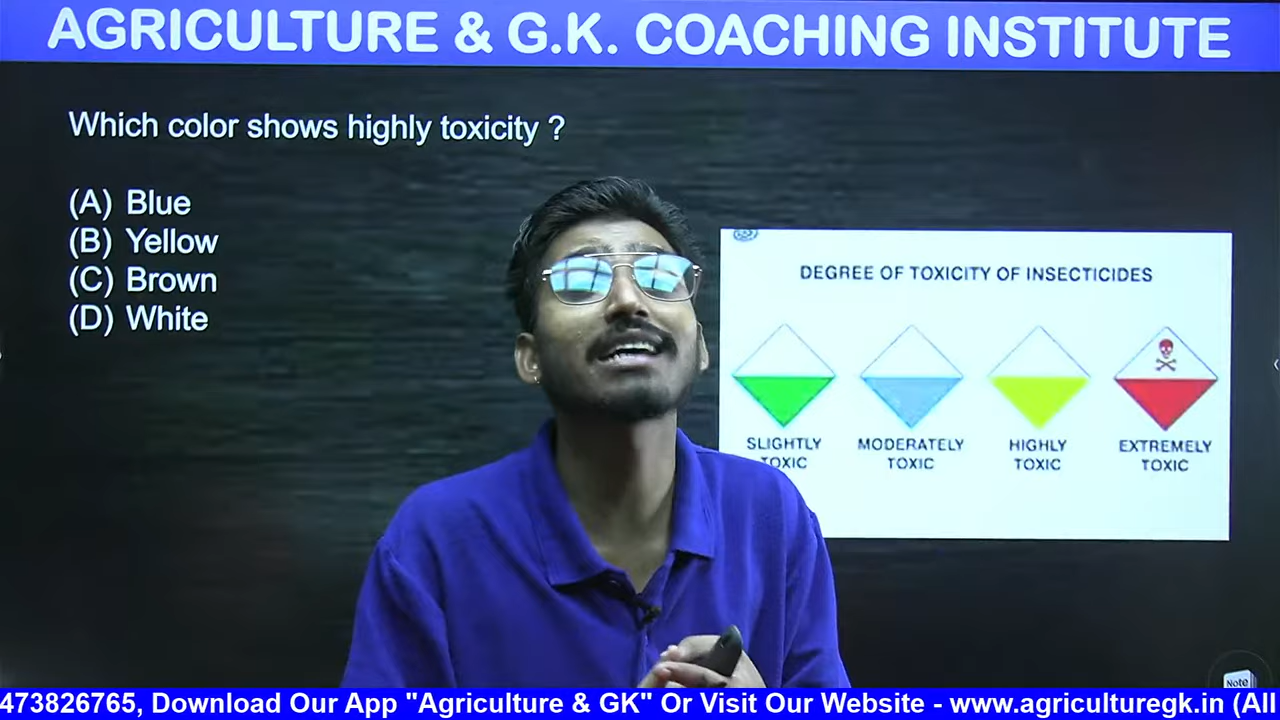 AGRICULTURE & G.K. COACHING INSTITUTE
Which color shows highly toxicity ?
(A) Blue
(B) Yellow
(C) Brown
(D) White
DEGREE OF TOXICITY OF INSECTICIDES
SLIGHTLY
TOXIC
MODERATELY
TOXIC
HIGHLY
TOXIC
EXTREMELY
TOXIC
Note
473826765, Download Our App "Agriculture & GK" Or Visit Our Website - www.agriculturegk.in (All